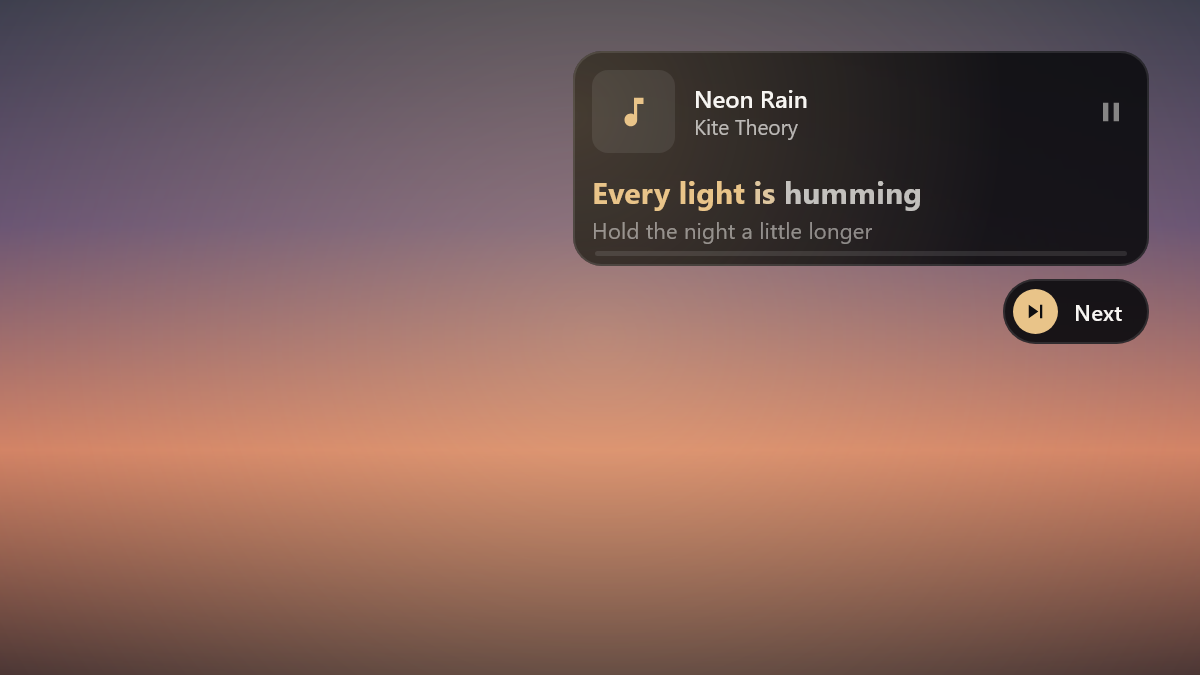 Neon Rain
Kite Theory
Every light is humming
Hold the night a little longer
Next